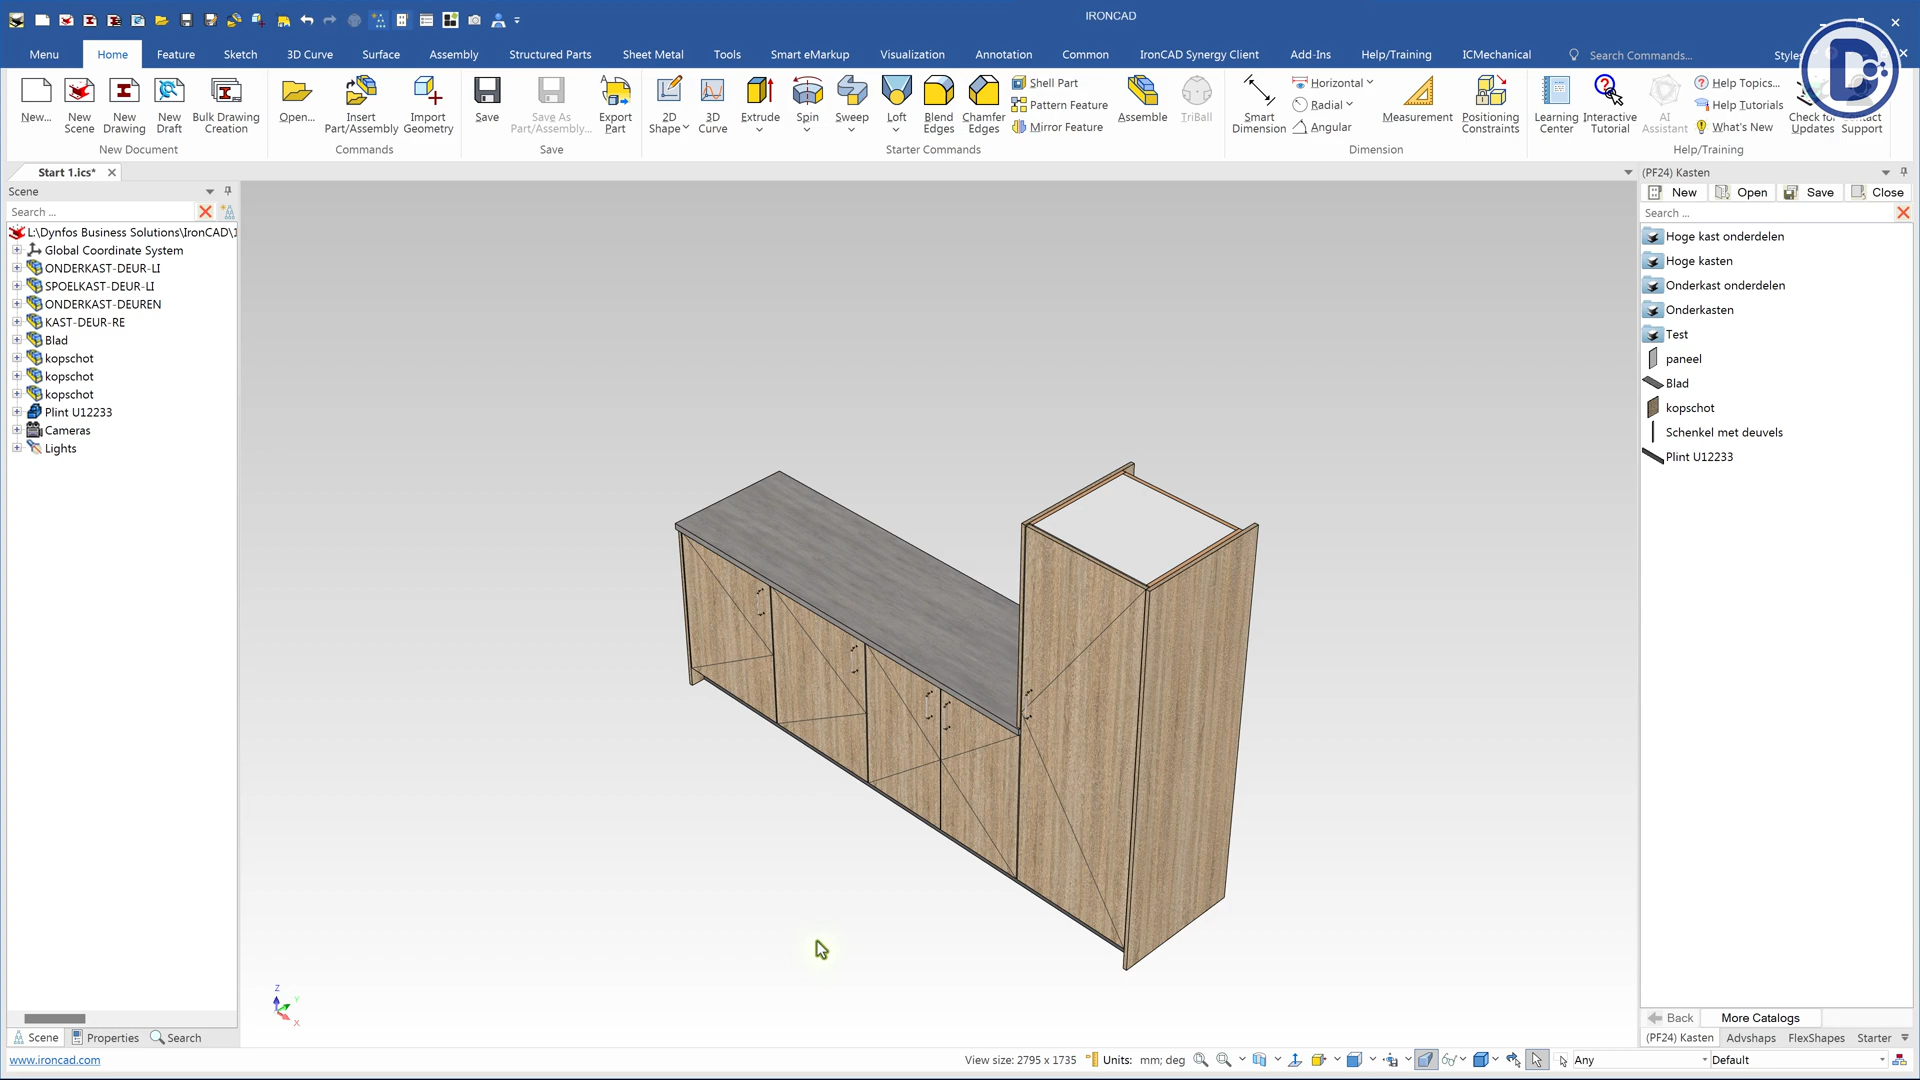 IRONCAD
Menu Home Feature Sketch 3D Curve Surface Assembly Structured Parts Sheet Metal Tools Smart eMarkup Visualization Annotation Common IronCAD Synergy Client Add-Ins Help/Training ICMechanical Search Commands... Styles
New... New Scene New Drawing New Draft Bulk Drawing Creation
New Document
Open... Insert Part/Assembly Import Geometry
Commands
Save Save As Part/Assembly... Export Part
Save
2D Shape 3D Curve Extrude Spin Sweep Loft Blend Edges Chamfer Edges
Shell Part
Pattern Feature
Mirror Feature
Assemble TriBall
Starter Commands
Smart Dimension
Horizontal
Radial
Angular
Measurement Positioning Constraints
Dimension
Learning Center Interactive Tutorial AI Assistant
Help Topics...
Help Tutorials
What's New
Check for Updates Contact Support
Help/Training
Start 1.ics*
Scene
Search ...
L:\Dynfos Business Solutions\IronCAD\1
Global Coordinate System
ONDERKAST-DEUR-LI
SPOELKAST-DEUR-LI
ONDERKAST-DEUREN
KAST-DEUR-RE
Blad
kopschot
kopschot
kopschot
Plint U12233
Cameras
Lights
Z
Y
X
(PF24) Kasten
New Open Save Close
Search ...
Hoge kast onderdelen
Hoge kasten
Onderkast onderdelen
Onderkasten
Test
paneel
Blad
kopschot
Schenkel met deuvels
Plint U12233
Back More Catalogs
(PF24) Kasten Advshaps FlexShapes Starter
Scene Properties Search
www.ironcad.com
View size: 2795 x 1735 Units: mm; deg Any Default